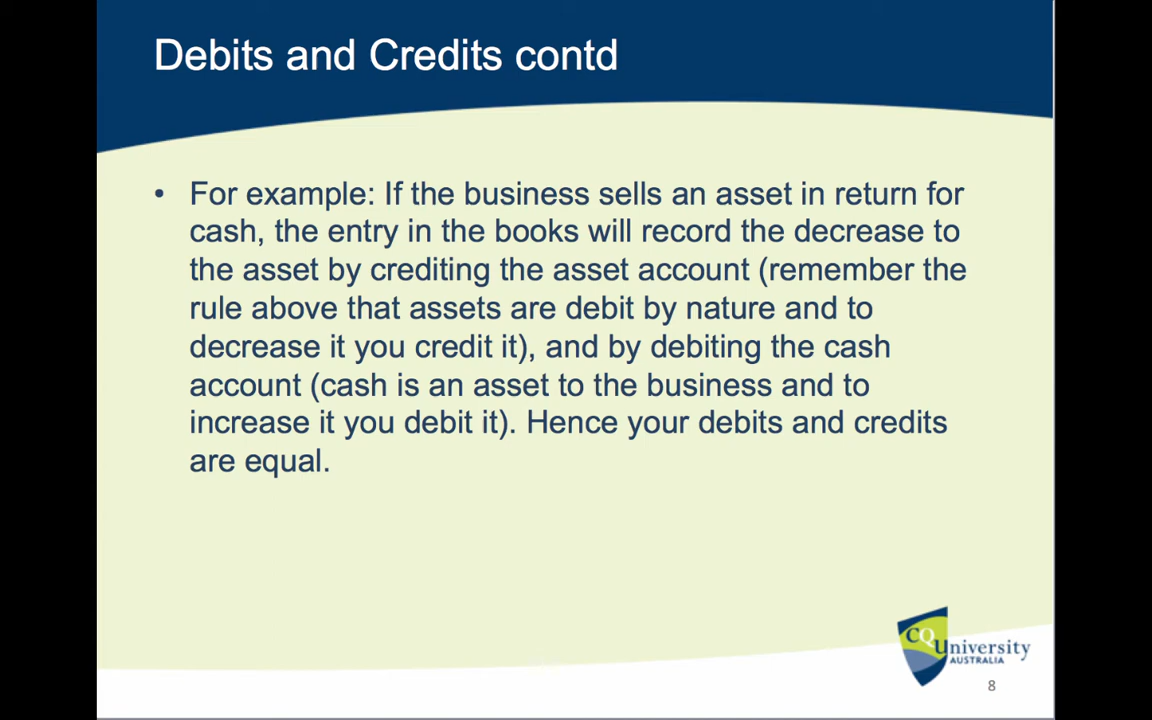 Debits and Credits contd
• For example: If the business sells an asset in return for
cash, the entry in the books will record the decrease to
the asset by crediting the asset account (remember the
rule above that assets are debit by nature and to
decrease it you credit it), and by debiting the cash
account (cash is an asset to the business and to
increase it you debit it). Hence your debits and credits
are equal.
CQUniversity
AUSTRALIA
8